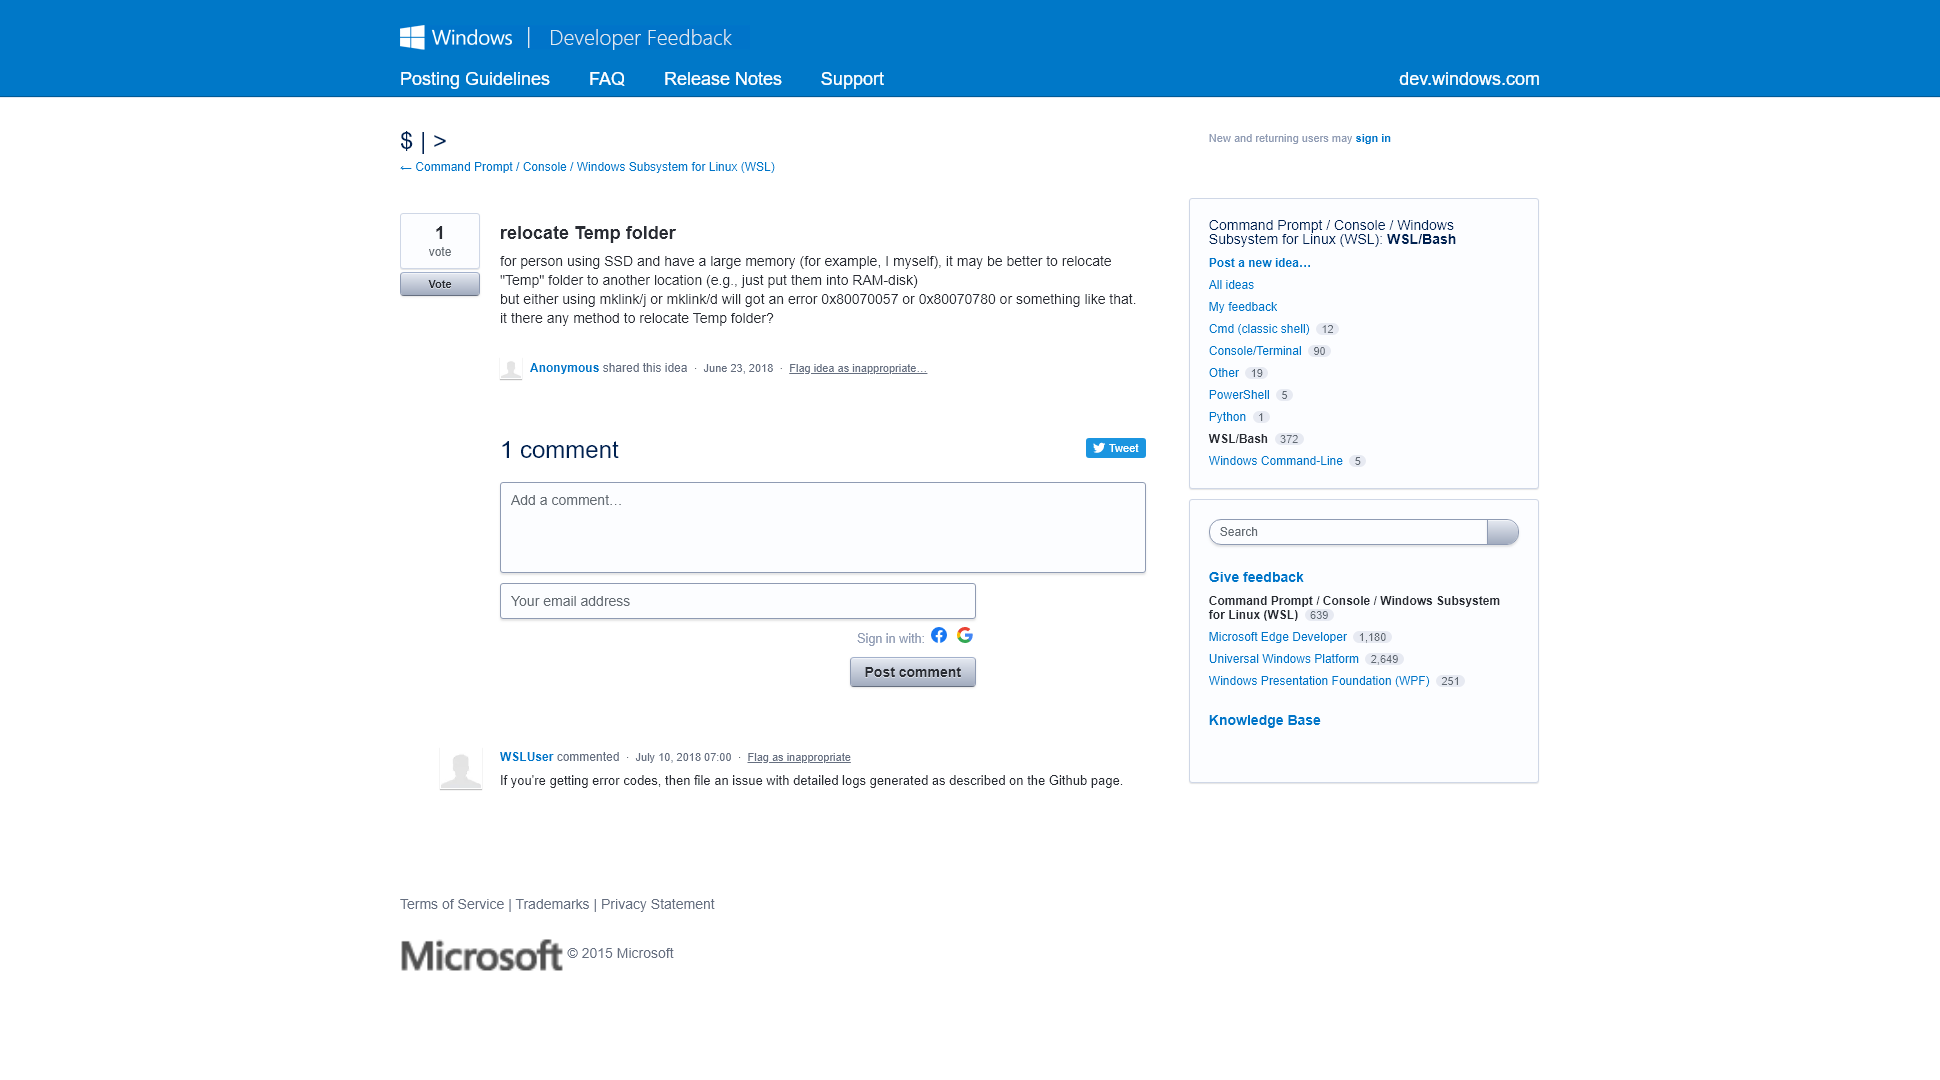 Windows | Developer Feedback
Posting Guidelines FAQ Release Notes Support dev.windows.com
$ | >
← Command Prompt / Console / Windows Subsystem for Linux (WSL)
1
vote
Vote
relocate Temp folder
for person using SSD and have a large memory (for example, I myself), it may be better to relocate
"Temp" folder to another location (e.g., just put them into RAM-disk)
but either using mklink/j or mklink/d will got an error 0x80070057 or 0x80070780 or something like that.
it there any method to relocate Temp folder?
Anonymous shared this idea · June 23, 2018 · Flag idea as inappropriate…
1 comment
Tweet
Add a comment…
Your email address
Sign in with:
Post comment
WSLUser commented · July 10, 2018 07:00 · Flag as inappropriate
If you're getting error codes, then file an issue with detailed logs generated as described on the Github page.
New and returning users may sign in
Command Prompt / Console / Windows
Subsystem for Linux (WSL): WSL/Bash
Post a new idea…
All ideas
My feedback
Cmd (classic shell) 12
Console/Terminal 90
Other 19
PowerShell 5
Python 1
WSL/Bash 372
Windows Command-Line 5
Search
Give feedback
Command Prompt / Console / Windows Subsystem
for Linux (WSL) 639
Microsoft Edge Developer 1,180
Universal Windows Platform 2,649
Windows Presentation Foundation (WPF) 251
Knowledge Base
Terms of Service | Trademarks | Privacy Statement
Microsoft © 2015 Microsoft